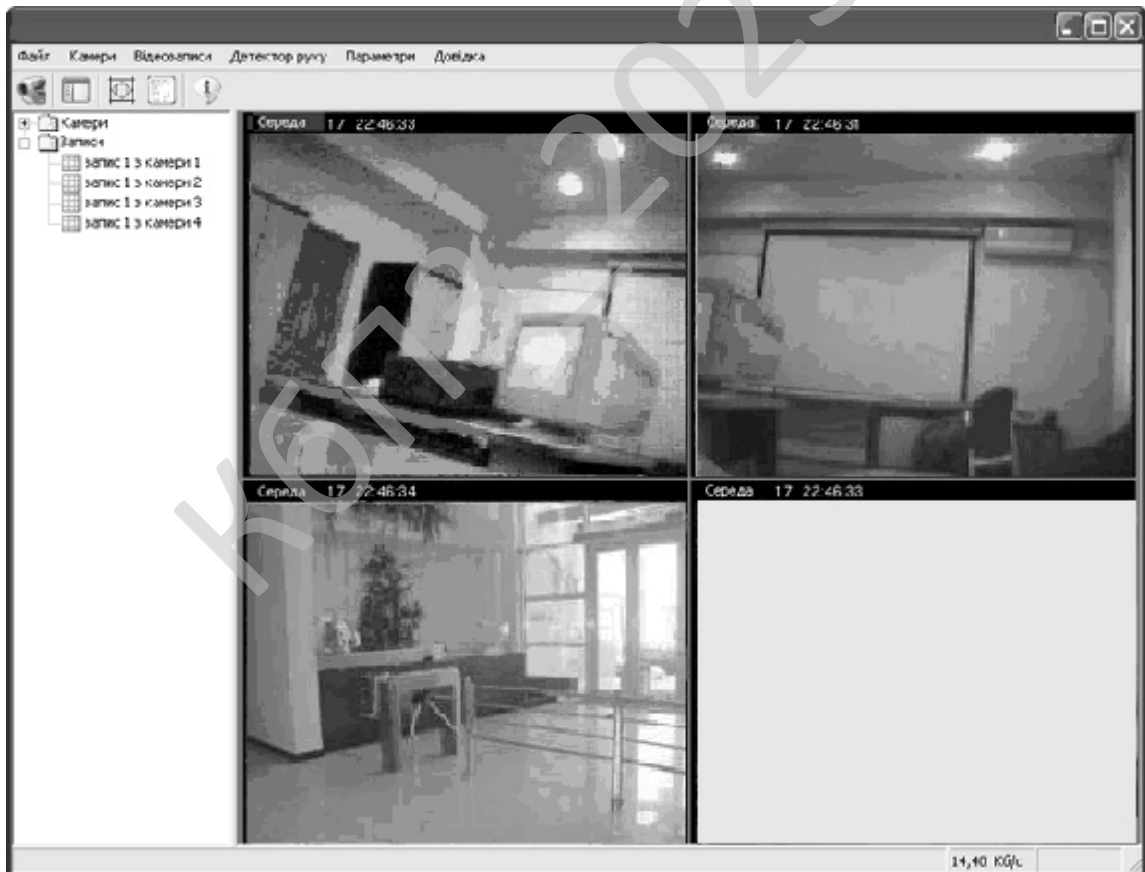 Файл Камери Відеозаписи Детектор руху Параметри Довідка
Камери
Записи
запис 1 з камери 1
запис 1 з камери 2
запис 1 з камери 3
запис 1 з камери 4
Середа 17 22:46:33
Середа 17 22:46:31
Середа 17 22:46:34
Середа 17 22:46:33
14,40 Кб/с